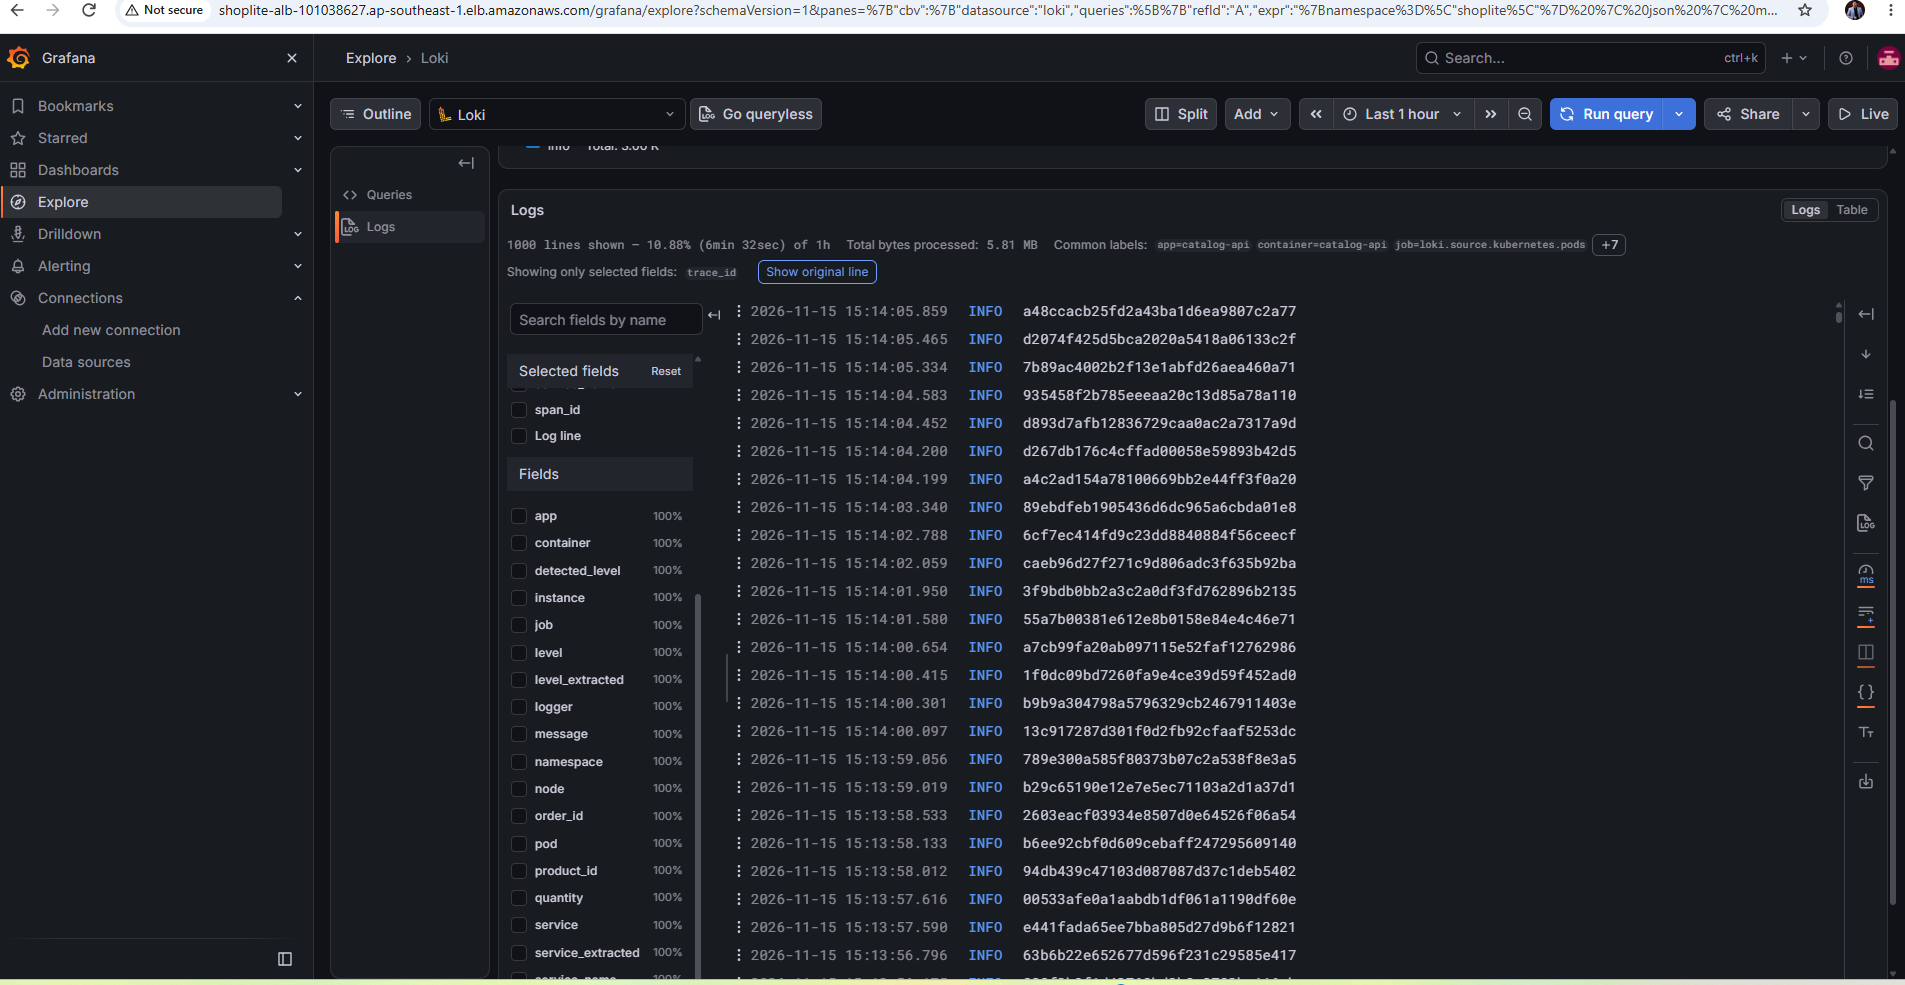 Not secure
shoplite-alb-101038627.ap-southeast-1.elb.amazonaws.com/grafana/explore?schemaVersion=1&panes=%7B"cbv":%7B"datasource":"loki","queries":%5B%7B"refId":"A","expr":"%7Bnamespace%3D%5C"shoplite%5C"%7D%20%7C%20json%20%7C%20m...
Grafana
Explore › Loki
Search... ctrl+k
Bookmarks
Starred
Dashboards
Explore
Drilldown
Alerting
Connections
Add new connection
Data sources
Administration
Outline
Loki
Go queryless
Split
Add
Last 1 hour
Run query
Share
Live
Queries
Logs
info Total: 3.00 K
Logs
Logs Table
1000 lines shown — 10.88% (6min 32sec) of 1h Total bytes processed: 5.81 MB Common labels: app=catalog-api container=catalog-api job=loki.source.kubernetes.pods +7
Showing only selected fields: trace_id Show original line
Search fields by name
Selected fields Reset
span_id
Log line
Fields
app 100%
container 100%
detected_level 100%
instance 100%
job 100%
level 100%
level_extracted 100%
logger 100%
message 100%
namespace 100%
node 100%
order_id 100%
pod 100%
product_id 100%
quantity 100%
service 100%
service_extracted 100%
service_name 100%
2026-11-15 15:14:05.859 INFO a48ccacb25fd2a43ba1d6ea9807c2a77
2026-11-15 15:14:05.465 INFO d2074f425d5bca2020a5418a06133c2f
2026-11-15 15:14:05.334 INFO 7b89ac4002b2f13e1abfd26aea460a71
2026-11-15 15:14:04.583 INFO 935458f2b785eeeaa20c13d85a78a110
2026-11-15 15:14:04.452 INFO d893d7afb12836729caa0ac2a7317a9d
2026-11-15 15:14:04.200 INFO d267db176c4cffad00058e59893b42d5
2026-11-15 15:14:04.199 INFO a4c2ad154a78100669bb2e44ff3f0a20
2026-11-15 15:14:03.340 INFO 89ebdfeb1905436d6dc965a6cbda01e8
2026-11-15 15:14:02.788 INFO 6cf7ec414fd9c23dd8840884f56ceecf
2026-11-15 15:14:02.059 INFO caeb96d27f271c9d806adc3f635b92ba
2026-11-15 15:14:01.950 INFO 3f9bdb0bb2a3c2a0df3fd762896b2135
2026-11-15 15:14:01.580 INFO 55a7b00381e612e8b0158e84e4c46e71
2026-11-15 15:14:00.654 INFO a7cb99fa20ab097115e52faf12762986
2026-11-15 15:14:00.415 INFO 1f0dc09bd7260fa9e4ce39d59f452ad0
2026-11-15 15:14:00.301 INFO b9b9a304798a5796329cb2467911403e
2026-11-15 15:14:00.097 INFO 13c917287d301f0d2fb92cfaaf5253dc
2026-11-15 15:13:59.056 INFO 789e300a585f80373b07c2a538f8e3a5
2026-11-15 15:13:59.019 INFO b29c65190e12e7e5ec71103a2d1a37d1
2026-11-15 15:13:58.533 INFO 2603eacf03934e8507d0e64526f06a54
2026-11-15 15:13:58.133 INFO b6ee92cbf0d609cebaff247295609140
2026-11-15 15:13:58.012 INFO 94db439c47103d087087d37c1deb5402
2026-11-15 15:13:57.616 INFO 00533afe0a1aabdb1df061a1190df60e
2026-11-15 15:13:57.590 INFO e441fada65ee7bba805d27d9b6f12821
2026-11-15 15:13:56.796 INFO 63b6b22e652677d596f231c29585e417
LOG
ms